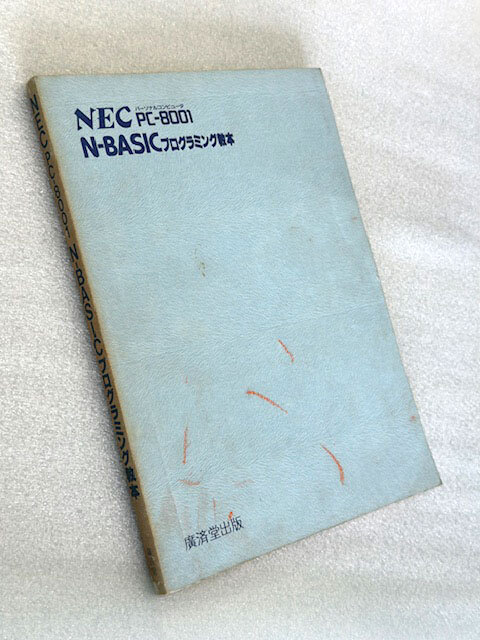 パーソナルコンピュータ
NEC PC-8001
N-BASICプログラミング教本
廣済堂出版
NEC PC-8001 N-BASICプログラミング教本